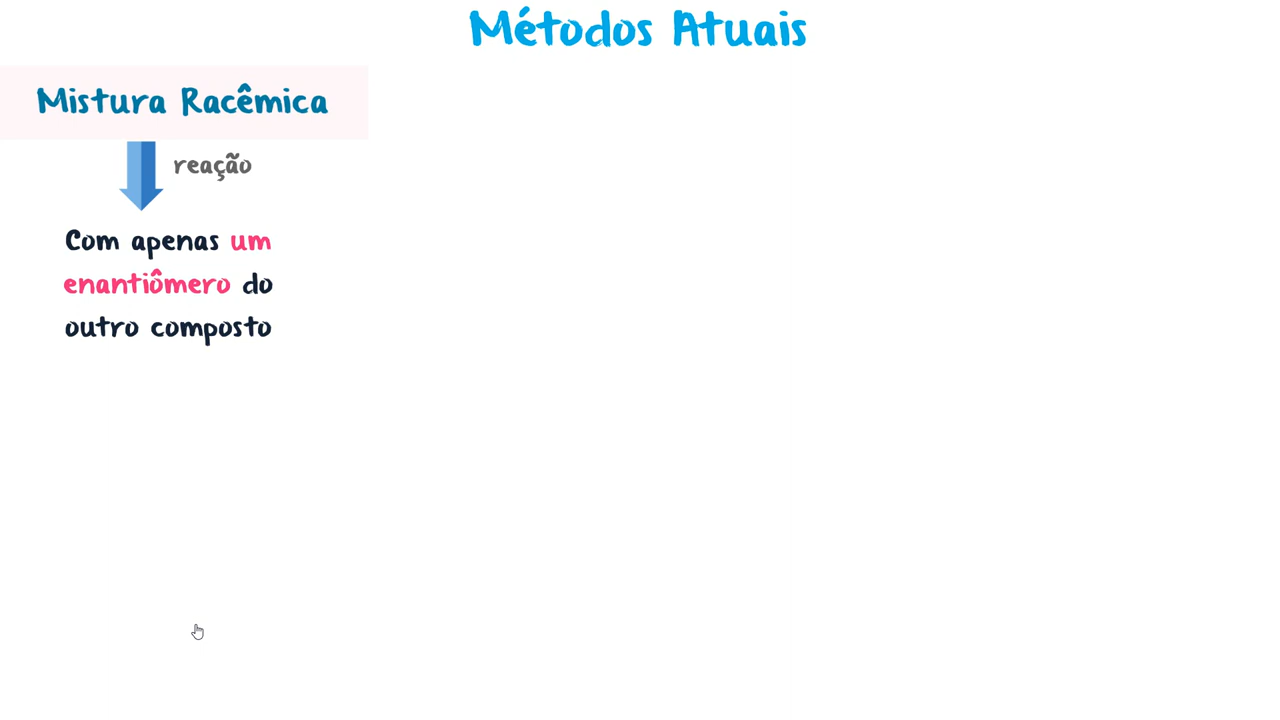 Métodos Atuais
Mistura Racêmica
reação
Com apenas um
enantiômero do
outro composto